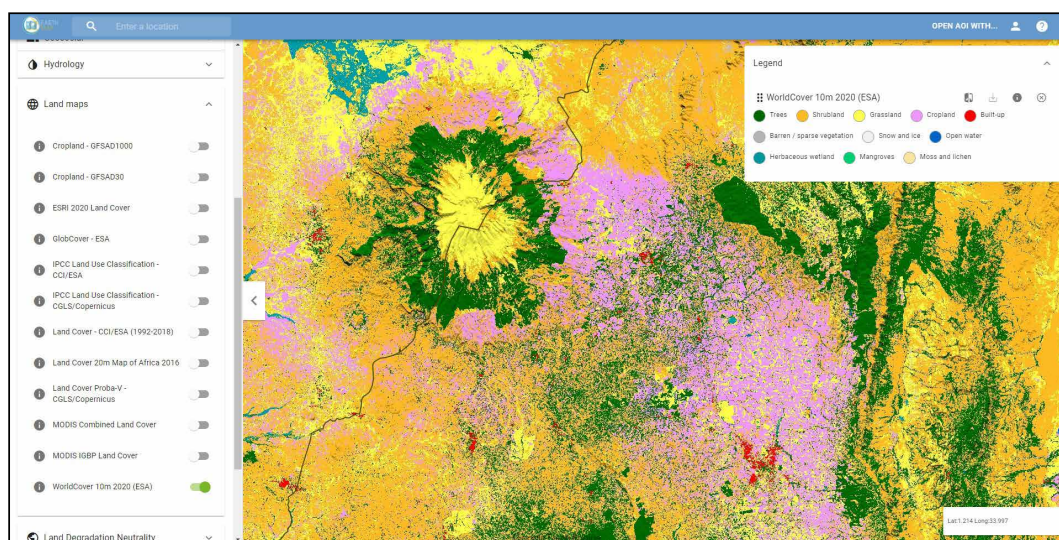 EARTH MAP
Enter a location
OPEN AOI WITH...
Hydrology
Land maps
Cropland - GFSAD1000
Cropland - GFSAD30
ESRI 2020 Land Cover
GlobCover - ESA
IPCC Land Use Classification -
CCI/ESA
IPCC Land Use Classification -
CGLS/Copernicus
Land Cover - CCI/ESA (1992-2018)
Land Cover 20m Map of Africa 2016
Land Cover Proba-V -
CGLS/Copernicus
MODIS Combined Land Cover
MODIS IGBP Land Cover
WorldCover 10m 2020 (ESA)
Land Degradation Neutrality
Legend
WorldCover 10m 2020 (ESA)
Trees Shrubland Grassland Cropland Built-up
Barren / sparse vegetation Snow and ice Open water
Herbaceous wetland Mangroves Moss and lichen
Lat:1.214 Long:33.997